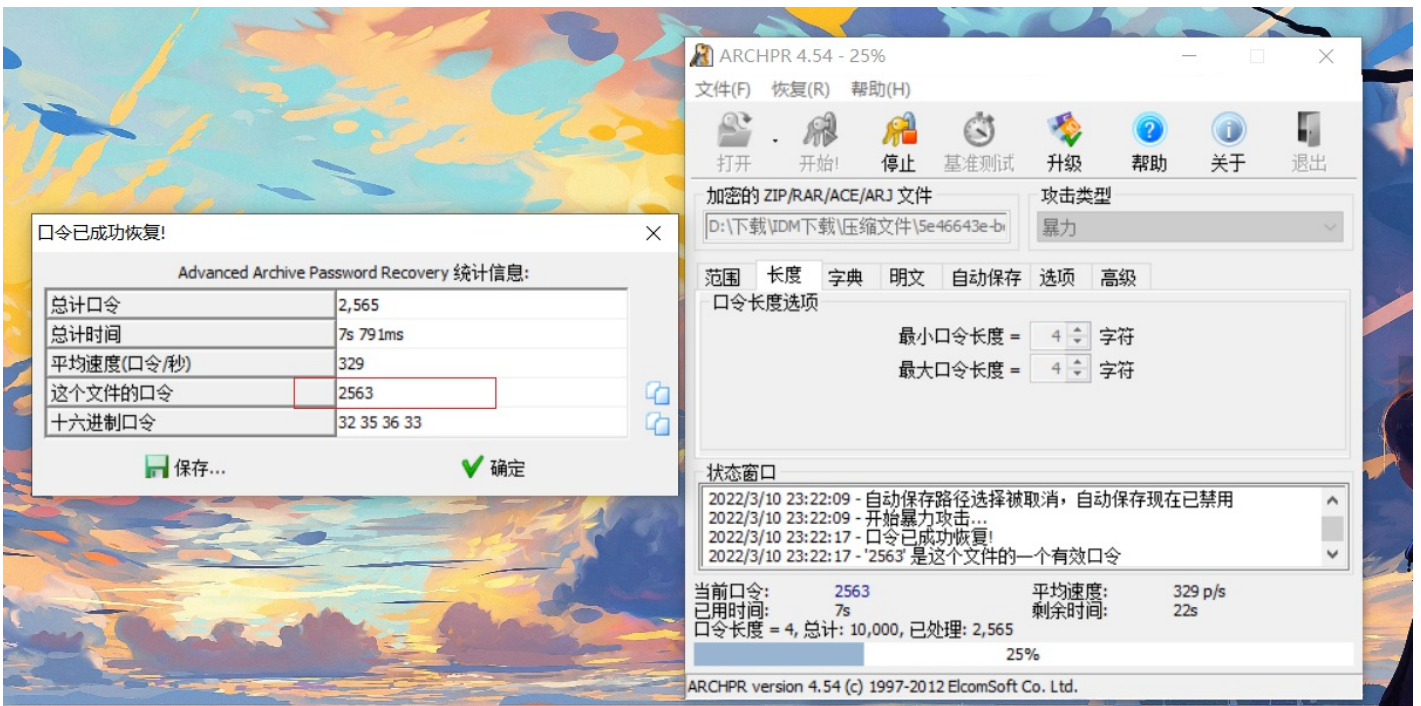 ARCHPR 4.54 - 25%
文件(F) 恢复(R) 帮助(H)
打开 开始! 停止 基准测试 升级 帮助 关于 退出
加密的 ZIP/RAR/ACE/ARJ 文件 攻击类型
D:\下载\IDM下载\压缩文件\5e46643e-b 暴力
范围 长度 字典 明文 自动保存 选项 高级
口令长度选项
最小口令长度 = 4 字符
最大口令长度 = 4 字符
状态窗口
2022/3/10 23:22:09 - 自动保存路径选择被取消，自动保存现在已禁用
2022/3/10 23:22:09 - 开始暴力攻击...
2022/3/10 23:22:17 - 口令已成功恢复!
2022/3/10 23:22:17 - '2563' 是这个文件的一个有效口令
当前口令: 2563 平均速度: 329 p/s
已用时间: 7s 剩余时间: 22s
口令长度 = 4, 总计: 10,000, 已处理: 2,565
25%
ARCHPR version 4.54 (c) 1997-2012 ElcomSoft Co. Ltd.
口令已成功恢复!
Advanced Archive Password Recovery 统计信息:
总计口令 2,565
总计时间 7s 791ms
平均速度(口令/秒) 329
这个文件的口令 2563
十六进制口令 32 35 36 33
保存... 确定